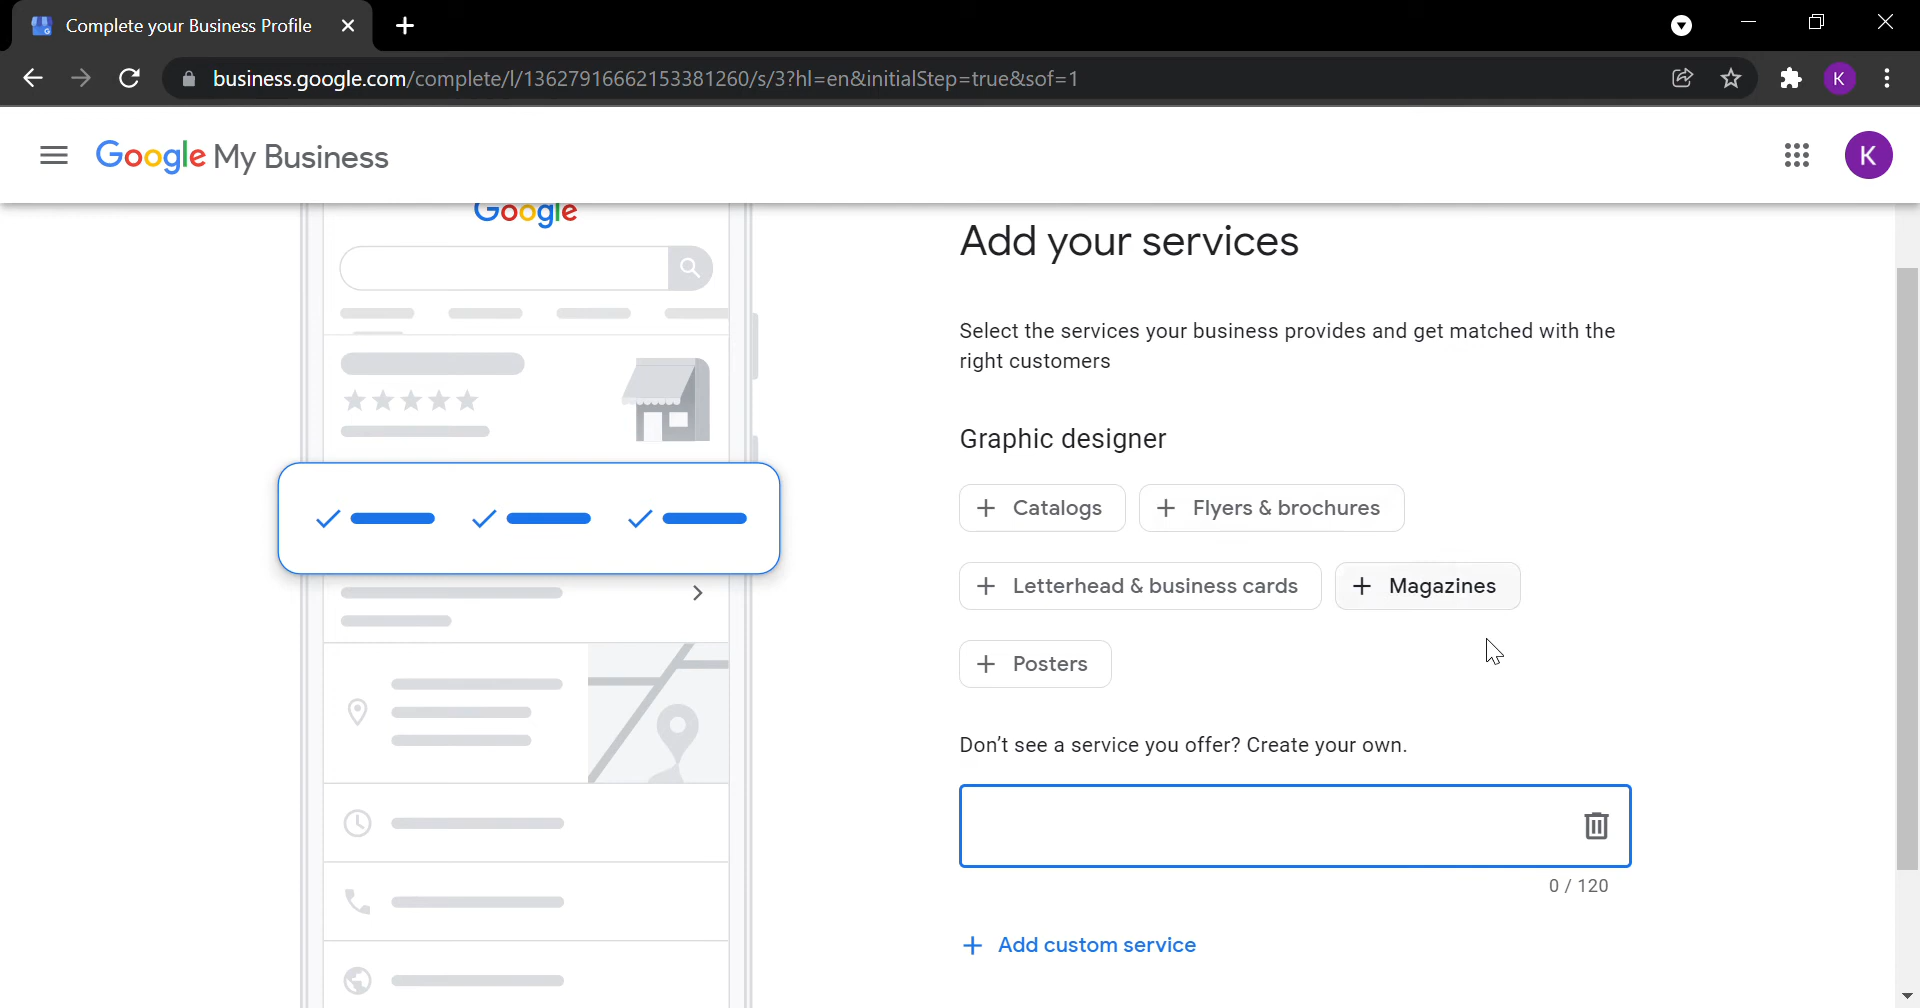 Complete your Business Profile
business.google.com/complete/l/13627916662153381260/s/3?hl=en&initialStep=true&sof=1
K
Google My Business
K
Google
Add your services
Select the services your business provides and get matched with the
right customers
Graphic designer
+ Catalogs + Flyers & brochures
+ Letterhead & business cards + Magazines
+ Posters
Don't see a service you offer? Create your own.
0 / 120
+ Add custom service